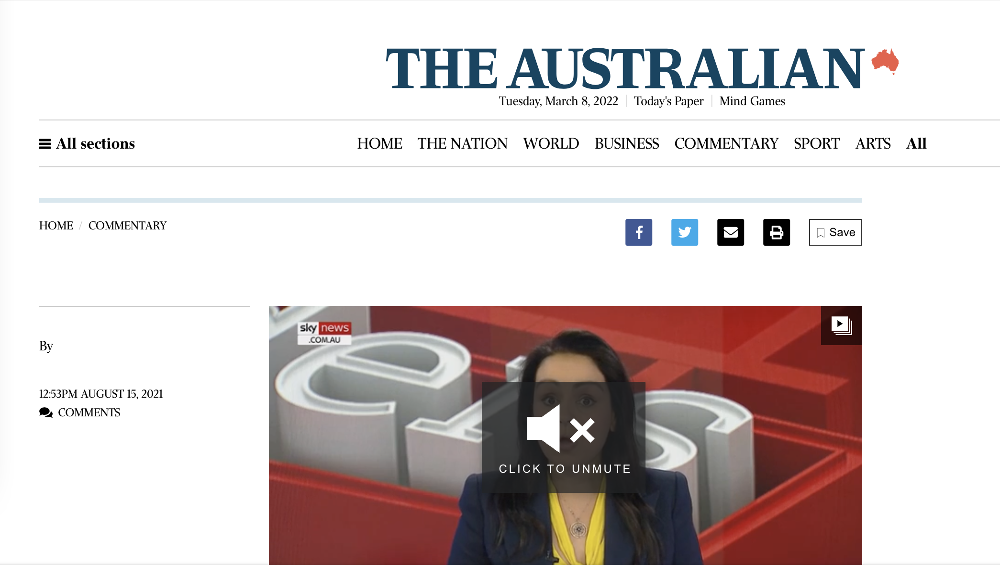 THE AUSTRALIAN
Tuesday, March 8, 2022 Today's Paper Mind Games
All sections HOME THE NATION WORLD BUSINESS COMMENTARY SPORT ARTS All
HOME / COMMENTARY
f Save
sky news
.COM.AU
By
12:53PM AUGUST 15, 2021
COMMENTS
CLICK TO UNMUTE